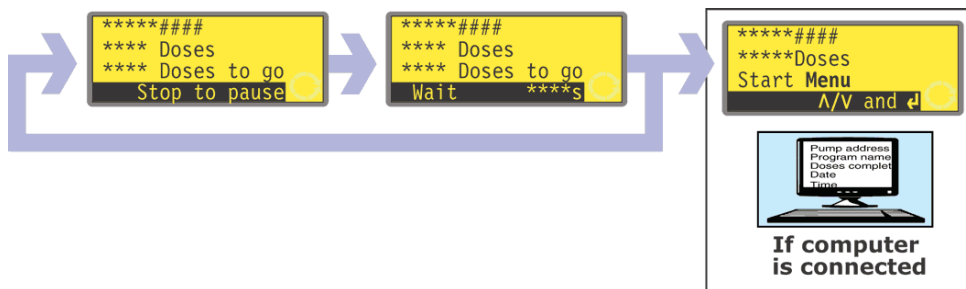 *****####
**** Doses
**** Doses to go
Stop to pause
*****####
**** Doses
**** Doses to go
Wait ****s
*****####
*****Doses
Start Menu
Λ/V and ↲
Pump address
Program name
Doses complet
Date
Time
If computer
is connected